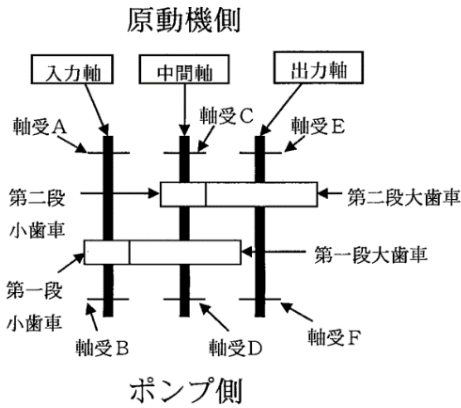 原動機側
入力軸
中間軸
出力軸
軸受A
軸受C
軸受E
第二段
小歯車
第二段大歯車
第一段大歯車
第一段
小歯車
軸受B
軸受D
軸受F
ポンプ側